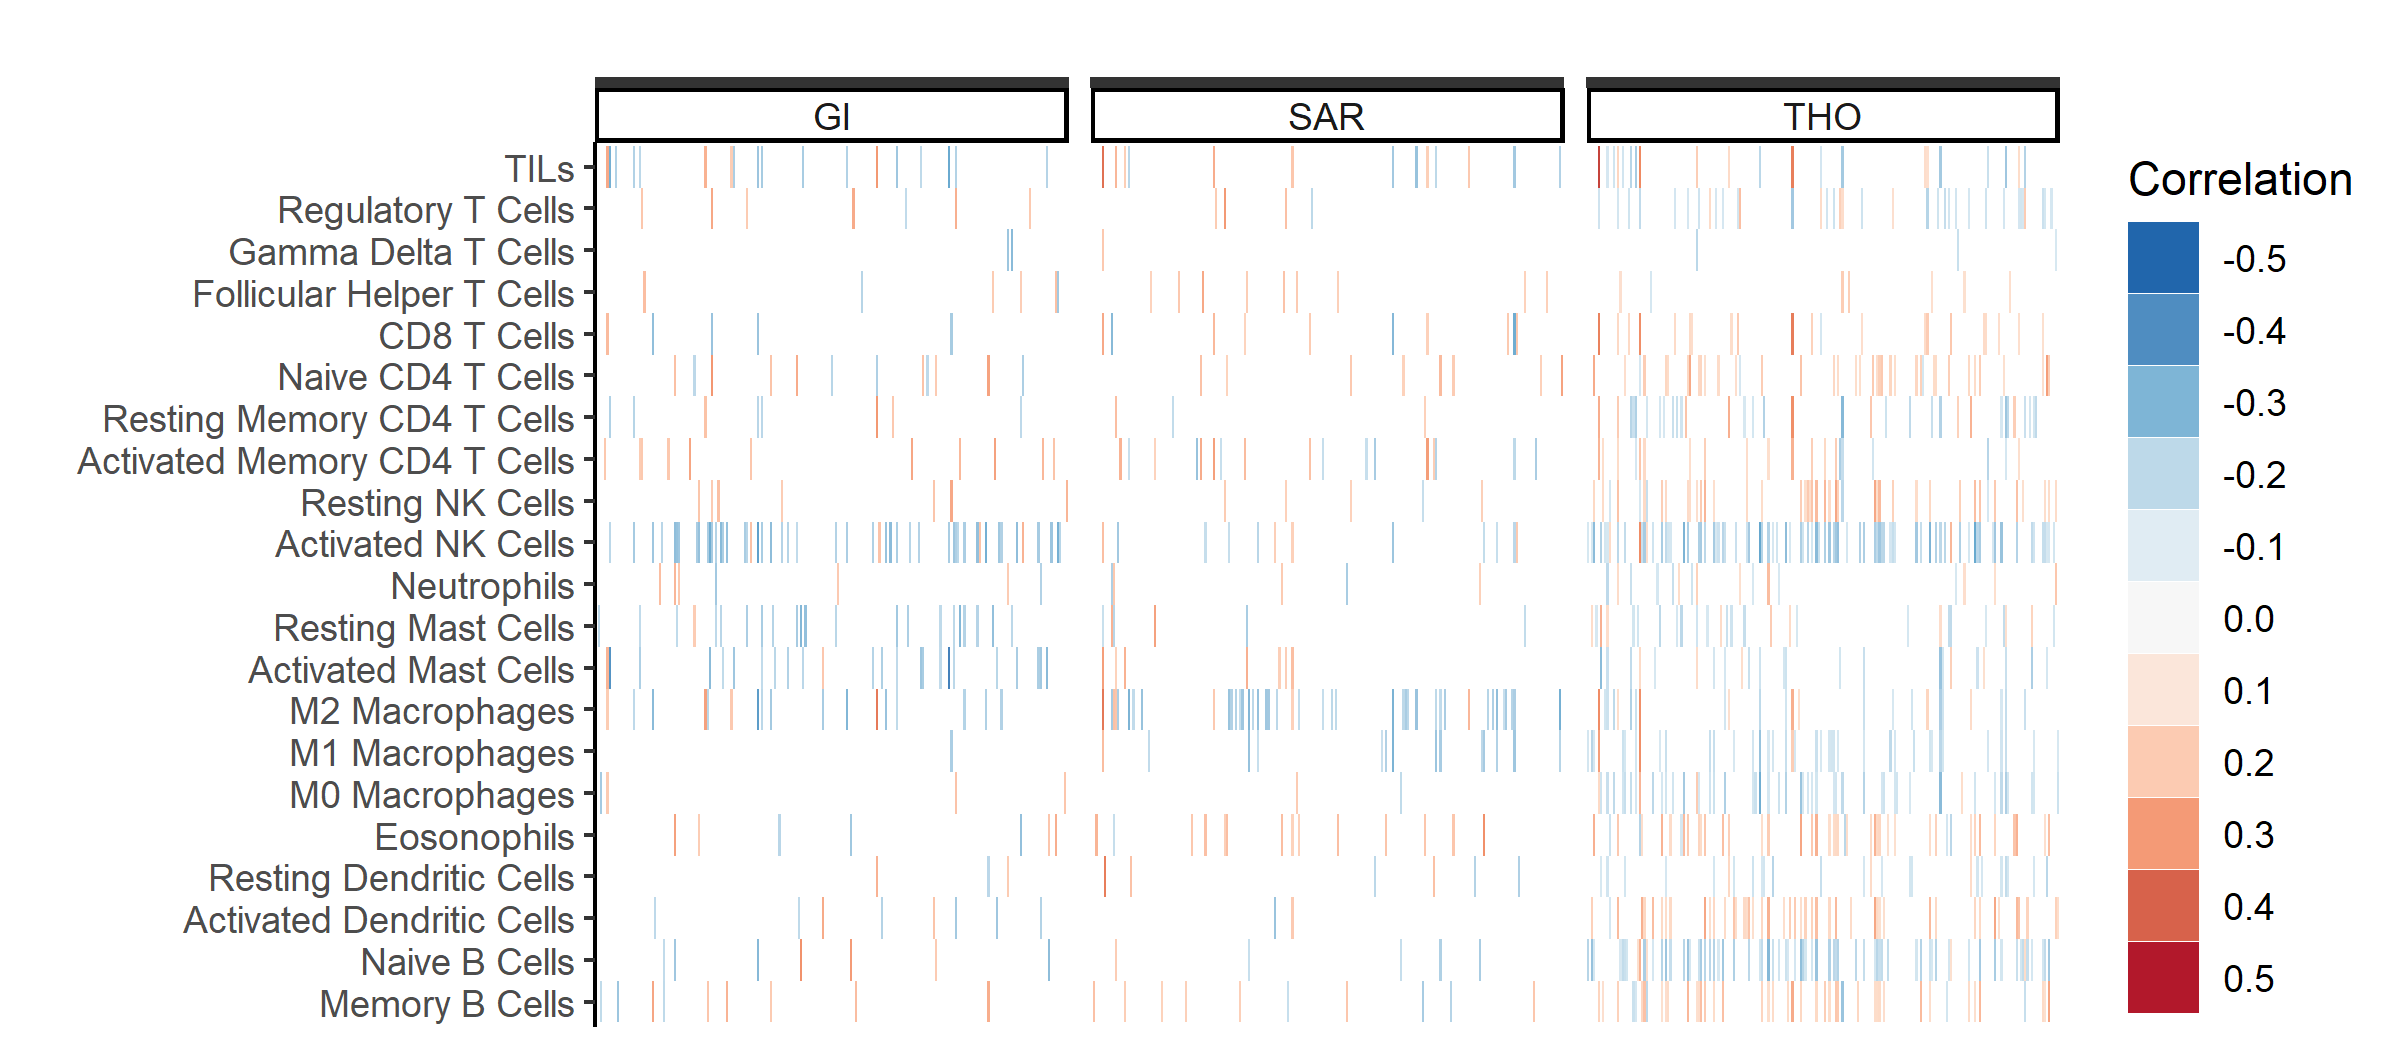 GI
SAR
THO
TILs
Regulatory T Cells
Gamma Delta T Cells
Follicular Helper T Cells
CD8 T Cells
Naive CD4 T Cells
Resting Memory CD4 T Cells
Activated Memory CD4 T Cells
Resting NK Cells
Activated NK Cells
Neutrophils
Resting Mast Cells
Activated Mast Cells
M2 Macrophages
M1 Macrophages
M0 Macrophages
Eosonophils
Resting Dendritic Cells
Activated Dendritic Cells
Naive B Cells
Memory B Cells
Correlation
-0.5
-0.4
-0.3
-0.2
-0.1
0.0
0.1
0.2
0.3
0.4
0.5